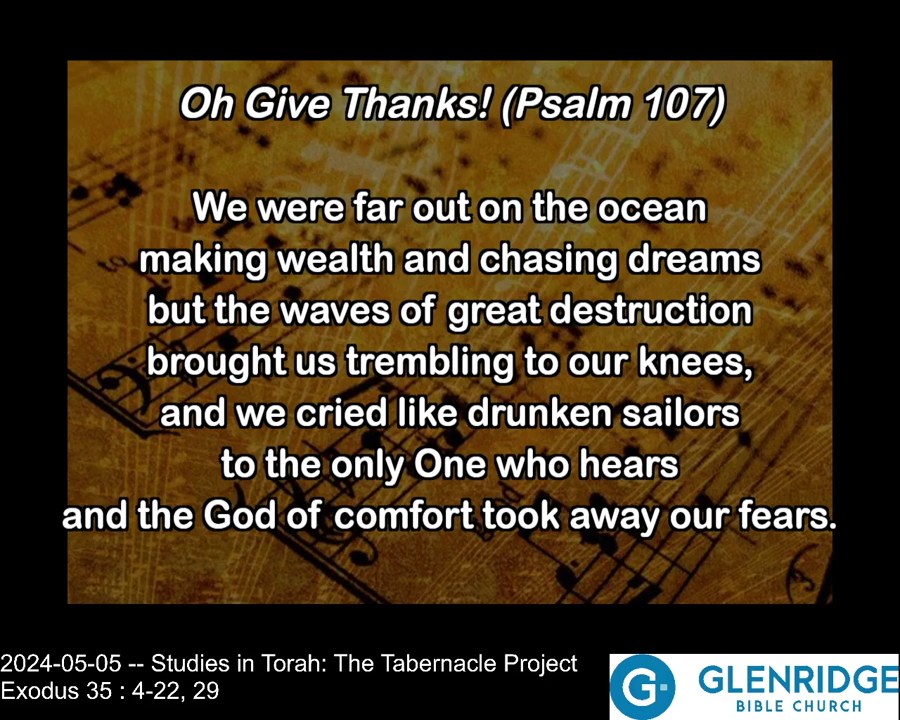 Oh Give Thanks! (Psalm 107)
We were far out on the ocean
making wealth and chasing dreams
but the waves of great destruction
brought us trembling to our knees,
and we cried like drunken sailors
to the only One who hears
and the God of comfort took away our fears.
2024-05-05 -- Studies in Torah: The Tabernacle Project
Exodus 35 : 4-22, 29
G
GLENRIDGE
BIBLE CHURCH